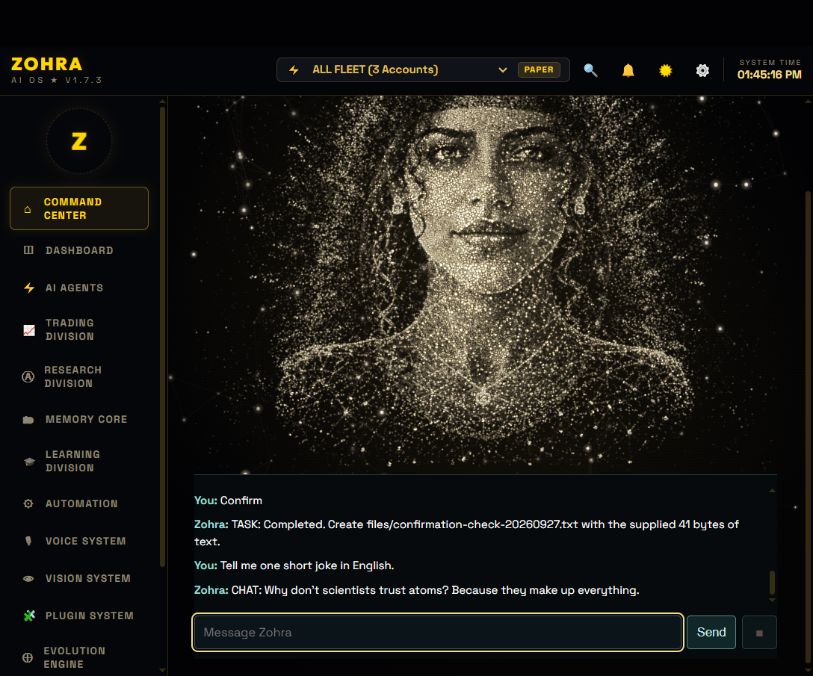 ZOHRA
AI OS ★ V1.7.3
ALL FLEET (3 Accounts)
PAPER
SYSTEM TIME
01:45:16 PM
Z
COMMAND
CENTER
DASHBOARD
AI AGENTS
TRADING
DIVISION
RESEARCH
DIVISION
MEMORY CORE
LEARNING
DIVISION
AUTOMATION
VOICE SYSTEM
VISION SYSTEM
PLUGIN SYSTEM
EVOLUTION
ENGINE
You: Confirm
Zohra: TASK: Completed. Create files/confirmation-check-20260927.txt with the supplied 41 bytes of
text.
You: Tell me one short joke in English.
Zohra: CHAT: Why don't scientists trust atoms? Because they make up everything.
Message Zohra
Send